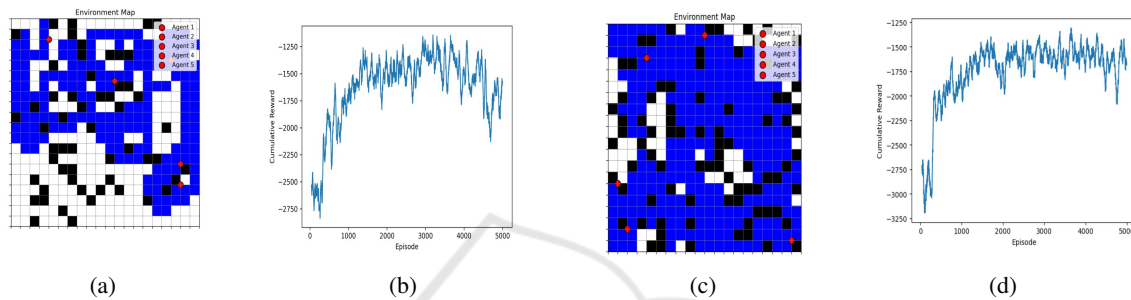 Environment Map
Agent 1
Agent 2
Agent 3
Agent 4
Agent 5
−1250
−1500
−1750
−2000
−2250
−2500
−2750
Cumulative Reward
0
1000
2000
3000
4000
5000
Episode
Environment Map
Agent 1
Agent 2
Agent 3
Agent 4
Agent 5
−1250
−1500
−1750
−2000
−2250
−2500
−2750
−3000
−3250
Cumulative Reward
0
1000
2000
3000
4000
5000
Episode
(a)
(b)
(c)
(d)